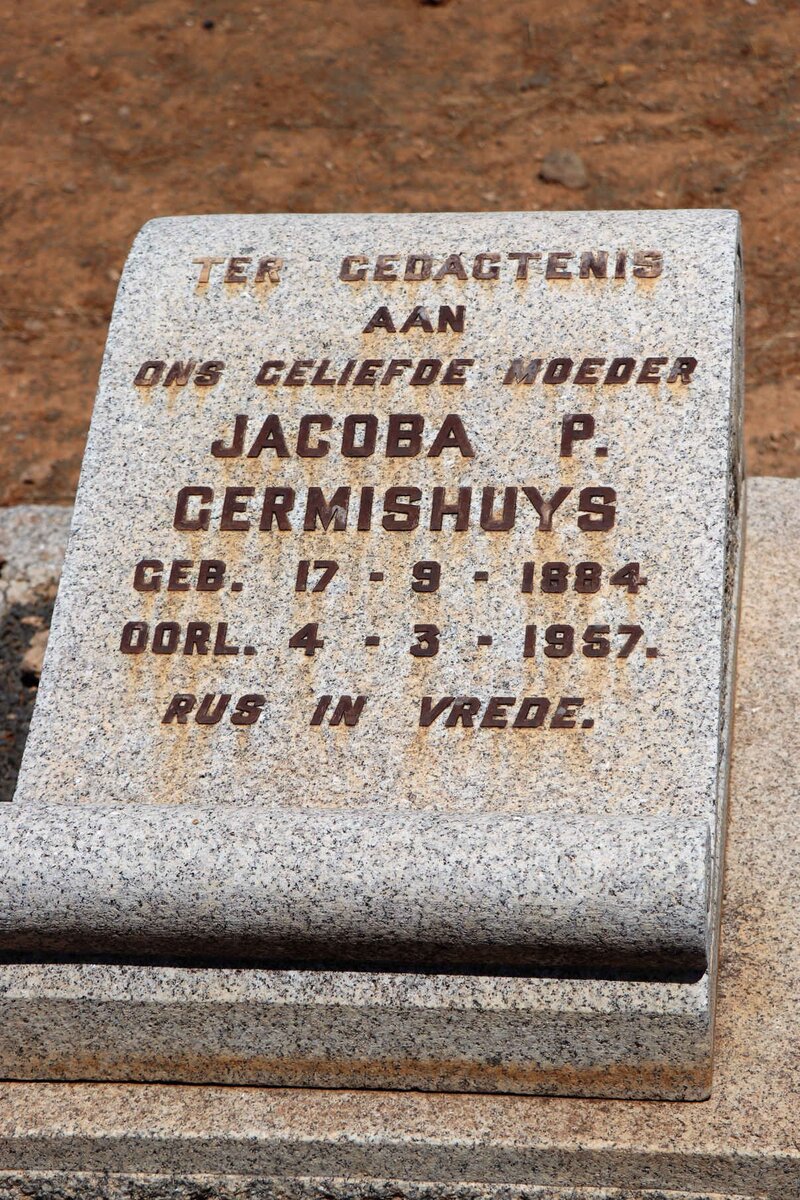 TER GEDAGTENIS
AAN
ONS GELIEFDE MOEDER
JACOBA P.
GERMISHUYS
GEB. 17 - 9 - 1884
OORL. 4 - 3 - 1957.
RUS IN VREDE.